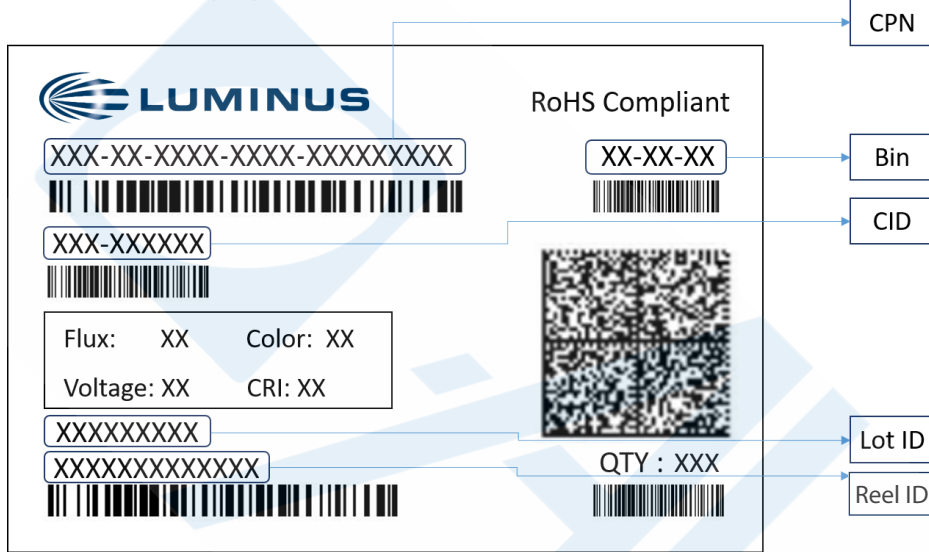 CPN
LUMINUS
RoHS Compliant
XXX-XX-XXXX-XXXX-XXXXXXXXX
XX-XX-XX
Bin
XXX-XXXXXX
CID
Flux: XX Color: XX
Voltage: XX CRI: XX
XXXXXXXXX
Lot ID
XXXXXXXXXXXXX
QTY : XXX
Reel ID